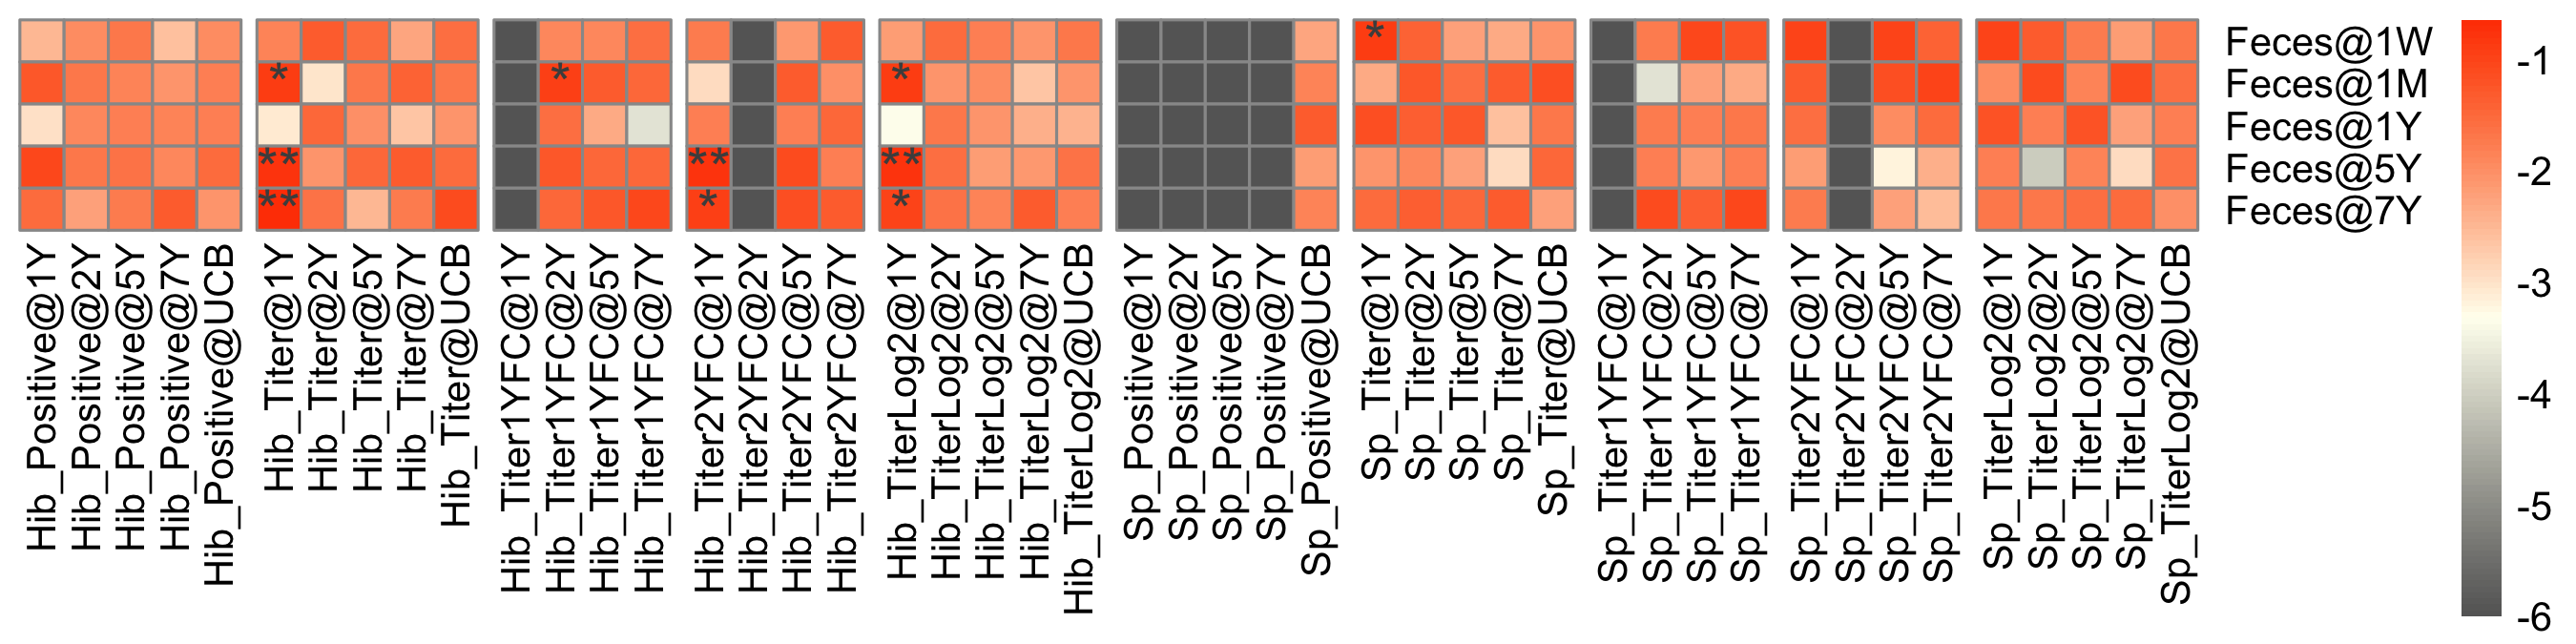 * Feces@1W -1
* * * Feces@1M
Feces@1Y -2
** ** ** Feces@5Y -3
** * * Feces@7Y
-4
-5
-6
Hib_Positive@1Y
Hib_Positive@2Y
Hib_Positive@5Y
Hib_Positive@7Y
Hib_Positive@UCB
Hib_Titer@1Y
Hib_Titer@2Y
Hib_Titer@5Y
Hib_Titer@7Y
Hib_Titer@UCB
Hib_Titer1YFC@1Y
Hib_Titer1YFC@2Y
Hib_Titer1YFC@5Y
Hib_Titer1YFC@7Y
Hib_Titer2YFC@1Y
Hib_Titer2YFC@2Y
Hib_Titer2YFC@5Y
Hib_Titer2YFC@7Y
Hib_TiterLog2@1Y
Hib_TiterLog2@2Y
Hib_TiterLog2@5Y
Hib_TiterLog2@7Y
Hib_TiterLog2@UCB
Sp_Positive@1Y
Sp_Positive@2Y
Sp_Positive@5Y
Sp_Positive@7Y
Sp_Positive@UCB
Sp_Titer@1Y
Sp_Titer@2Y
Sp_Titer@5Y
Sp_Titer@7Y
Sp_Titer@UCB
Sp_Titer1YFC@1Y
Sp_Titer1YFC@2Y
Sp_Titer1YFC@5Y
Sp_Titer1YFC@7Y
Sp_Titer2YFC@1Y
Sp_Titer2YFC@2Y
Sp_Titer2YFC@5Y
Sp_Titer2YFC@7Y
Sp_TiterLog2@1Y
Sp_TiterLog2@2Y
Sp_TiterLog2@5Y
Sp_TiterLog2@7Y
Sp_TiterLog2@UCB